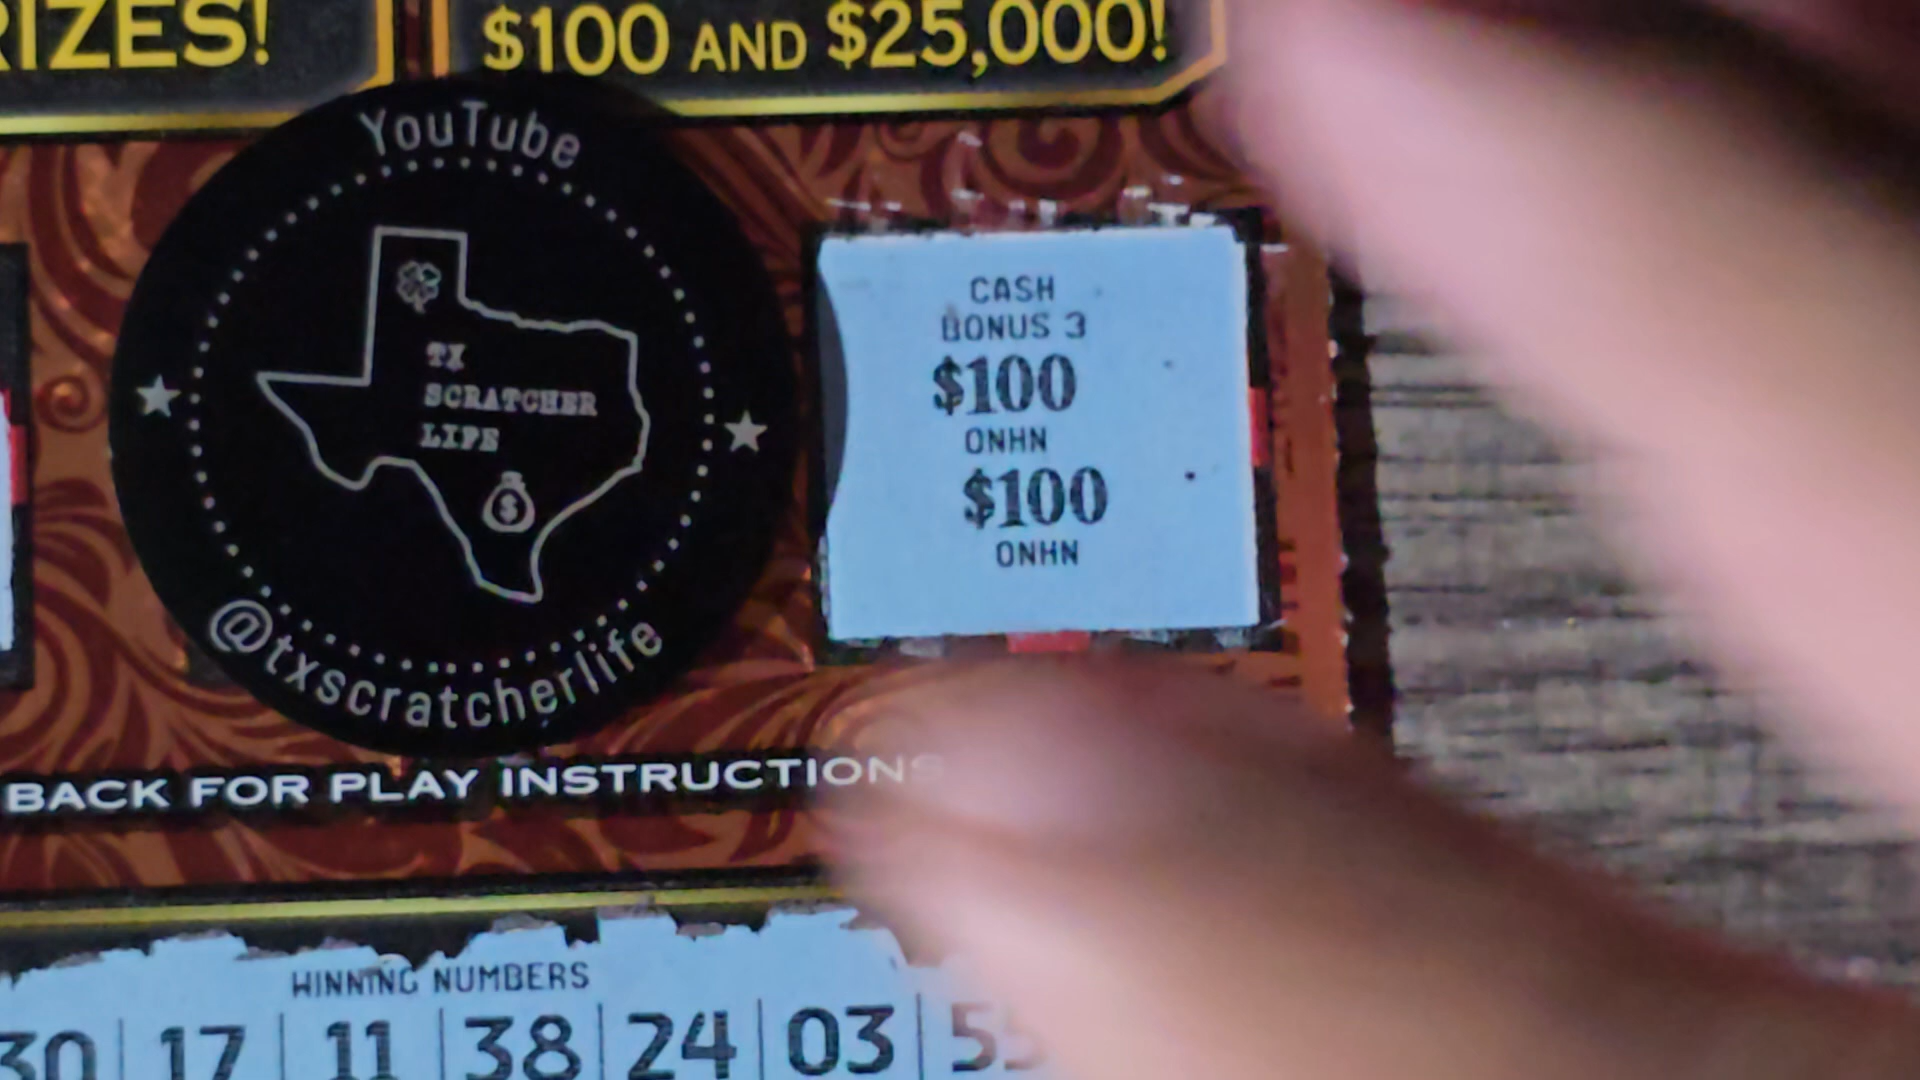 RIZES!
$100 AND $25,000!
YouTube
TX
SCRATCHER
LIFE
$
@txscratcherlife
CASH
BONUS 3
$100
ONHN
$100
ONHN
BACK FOR PLAY INSTRUCTIONS
WINNING NUMBERS
30 17 11 38 24 03